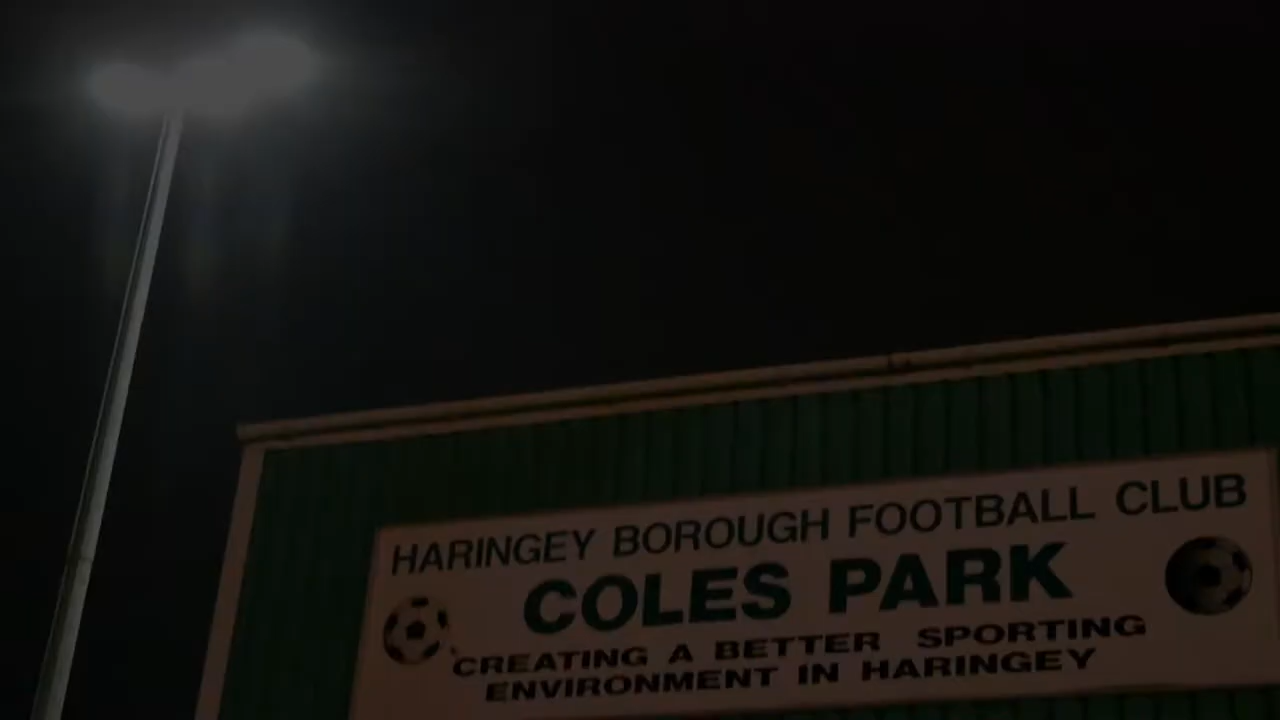 HARINGEY BOROUGH FOOTBALL CLUB
COLES PARK
CREATING A BETTER SPORTING
ENVIRONMENT IN HARINGEY